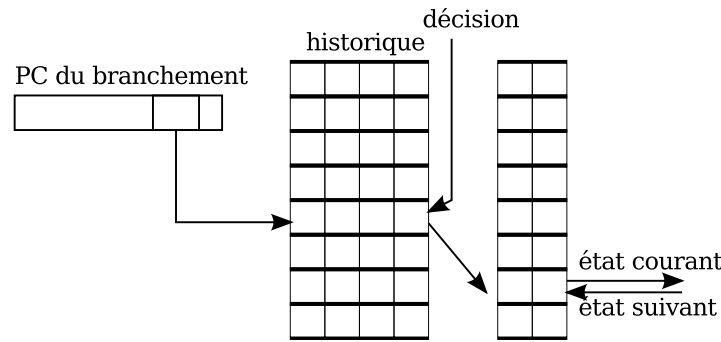 décision
historique
PC du branchement
état courant
état suivant